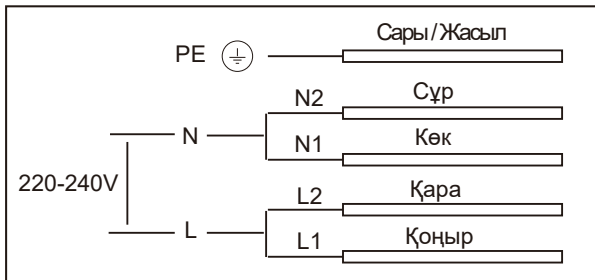 PE Сары/Жасыл
N2 Сұр
N
N1 Көк
220-240V
L2 Қара
L
L1 Қоңыр